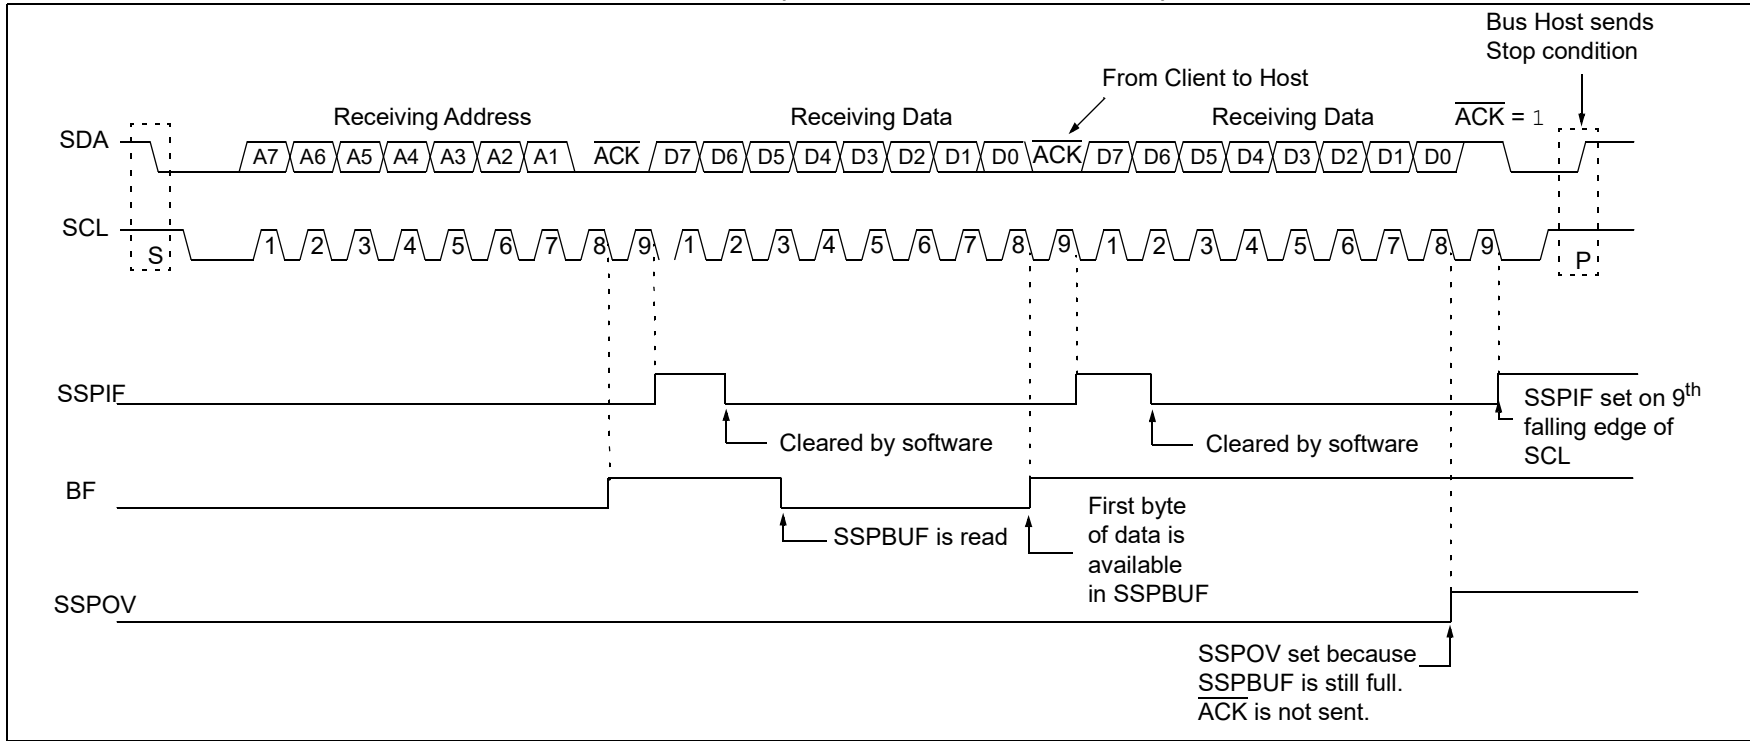 Bus Host sends
Stop condition
From Client to Host
Receiving Address
Receiving Data
Receiving Data
ACK = 1
SDA
A7 A6 A5 A4 A3 A2 A1 ACK D7 D6 D5 D4 D3 D2 D1 D0 ACK D7 D6 D5 D4 D3 D2 D1 D0
SCL
S
1 2 3 4 5 6 7 8 9 1 2 3 4 5 6 7 8 9 1 2 3 4 5 6 7 8 9
P
SSPIF
Cleared by software
Cleared by software
SSPIF set on 9th
falling edge of
SCL
BF
SSPBUF is read
First byte
of data is
available
in SSPBUF
SSPOV
SSPOV set because
SSPBUF is still full.
ACK is not sent.